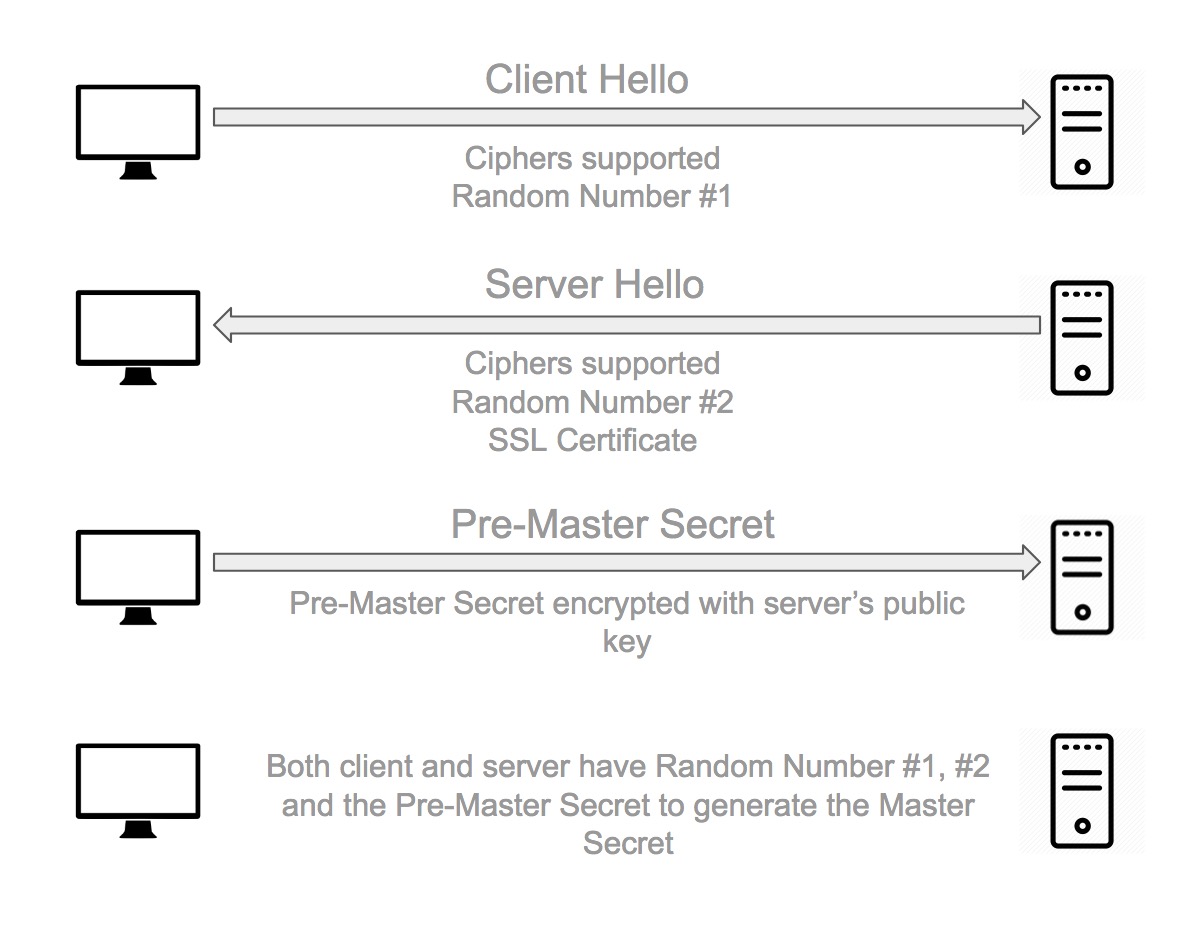 Client Hello
Ciphers supported
Random Number #1
Server Hello
Ciphers supported
Random Number #2
SSL Certificate
Pre-Master Secret
Pre-Master Secret encrypted with server’s public
key
Both client and server have Random Number #1, #2
and the Pre-Master Secret to generate the Master
Secret